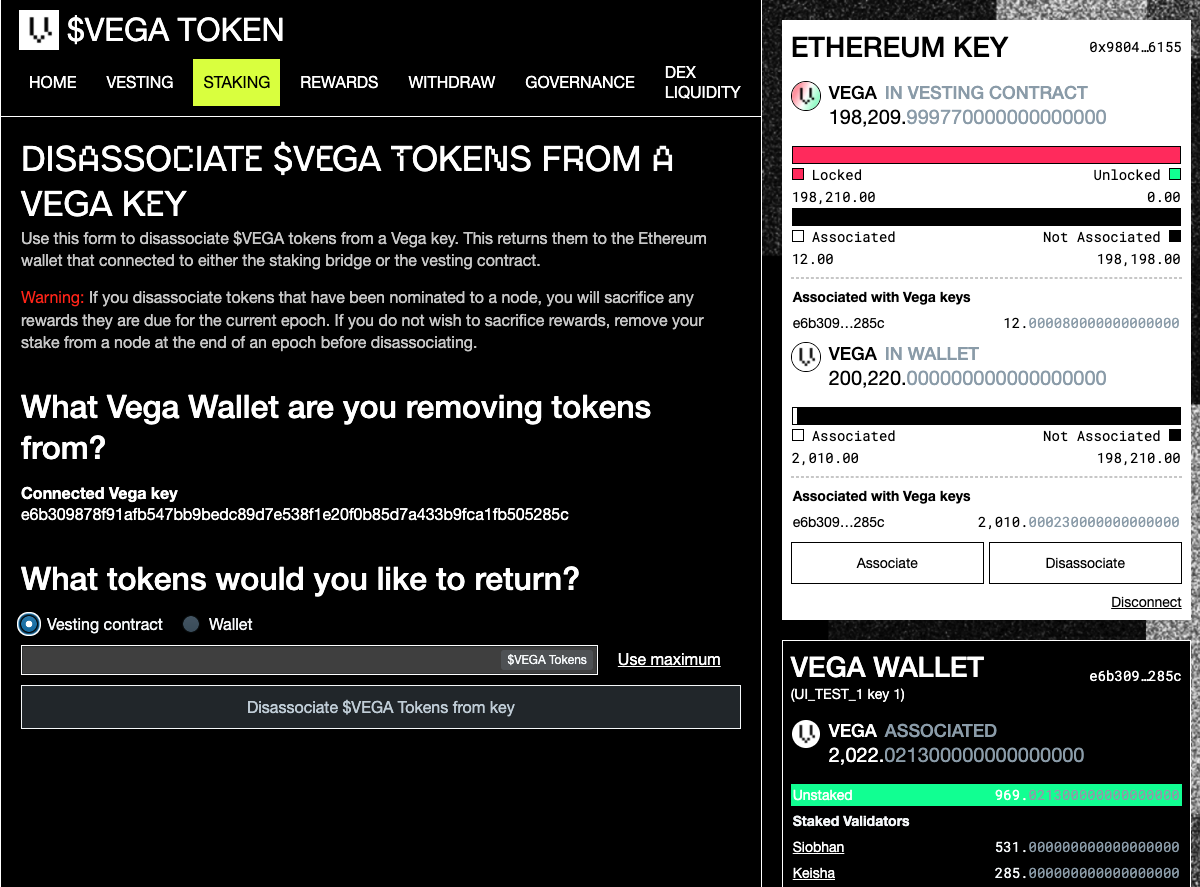 $VEGA TOKEN
HOME VESTING STAKING REWARDS WITHDRAW GOVERNANCE DEX LIQUIDITY
DISASSOCIATE $VEGA TOKENS FROM A
VEGA KEY
Use this form to disassociate $VEGA tokens from a Vega key. This returns them to the Ethereum
wallet that connected to either the staking bridge or the vesting contract.
Warning: If you disassociate tokens that have been nominated to a node, you will sacrifice any
rewards they are due for the current epoch. If you do not wish to sacrifice rewards, remove your
stake from a node at the end of an epoch before disassociating.
What Vega Wallet are you removing tokens
from?
Connected Vega key
e6b309878f91afb547bb9bedc89d7e538f1e20f0b85d7a433b9fca1fb505285c
What tokens would you like to return?
Vesting contract Wallet
$VEGA Tokens Use maximum
Disassociate $VEGA Tokens from key
ETHEREUM KEY 0x9804…6155
VEGA IN VESTING CONTRACT
198,209.999770000000000000
Locked Unlocked
198,210.00 0.00
Associated Not Associated
12.00 198,198.00
Associated with Vega keys
e6b309…285c 12.000080000000000000
VEGA IN WALLET
200,220.000000000000000000
Associated Not Associated
2,010.00 198,210.00
Associated with Vega keys
e6b309…285c 2,010.000230000000000000
Associate Disassociate
Disconnect
VEGA WALLET e6b309…285c
(UI_TEST_1 key 1)
VEGA ASSOCIATED
2,022.021300000000000000
Unstaked 969.021300000000000000
Staked Validators
Siobhan 531.000000000000000000
Keisha 285.000000000000000000